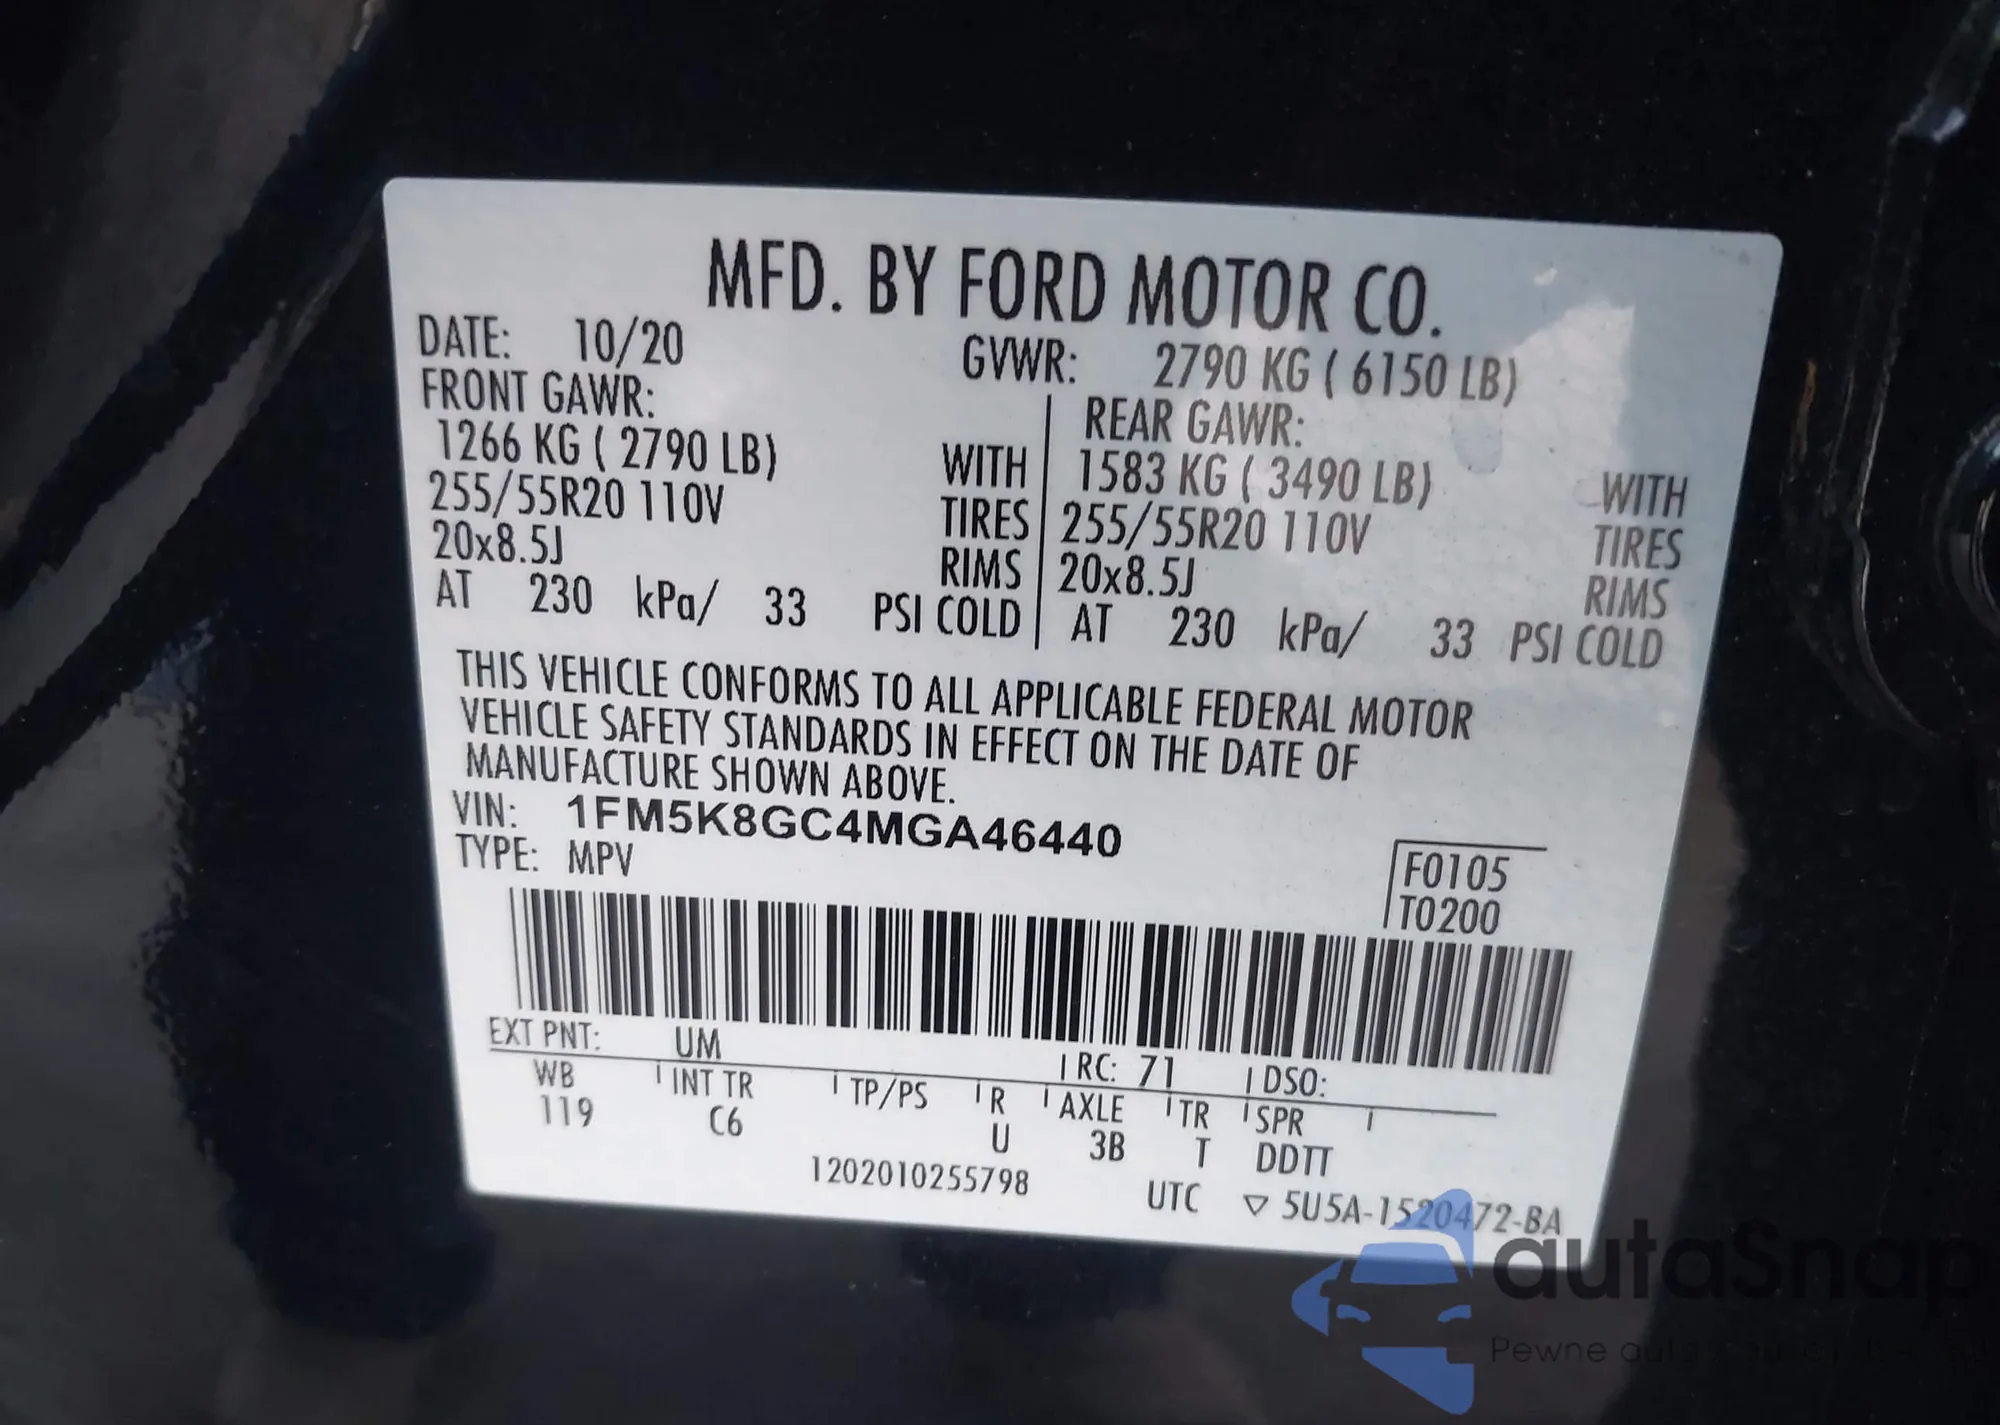 MFD. BY FORD MOTOR CO.
DATE: 10/20 GVWR: 2790 KG ( 6150 LB)
FRONT GAWR: REAR GAWR:
1266 KG ( 2790 LB) WITH 1583 KG ( 3490 LB) WITH
255/55R20 110V TIRES 255/55R20 110V TIRES
20x8.5J RIMS 20x8.5J RIMS
AT 230 kPa/ 33 PSI COLD AT 230 kPa/ 33 PSI COLD
THIS VEHICLE CONFORMS TO ALL APPLICABLE FEDERAL MOTOR
VEHICLE SAFETY STANDARDS IN EFFECT ON THE DATE OF
MANUFACTURE SHOWN ABOVE.
VIN: 1FM5K8GC4MGA46440
TYPE: MPV
F0105
T0200
EXT PNT: UM RC: 71 DSO:
WB INT TR TP/PS R AXLE TR SPR
119 C6 U 3B T DDTT
1202010255798
UTC ▽ 5U5A-1520472-BA
autaSnap
Pewne auta